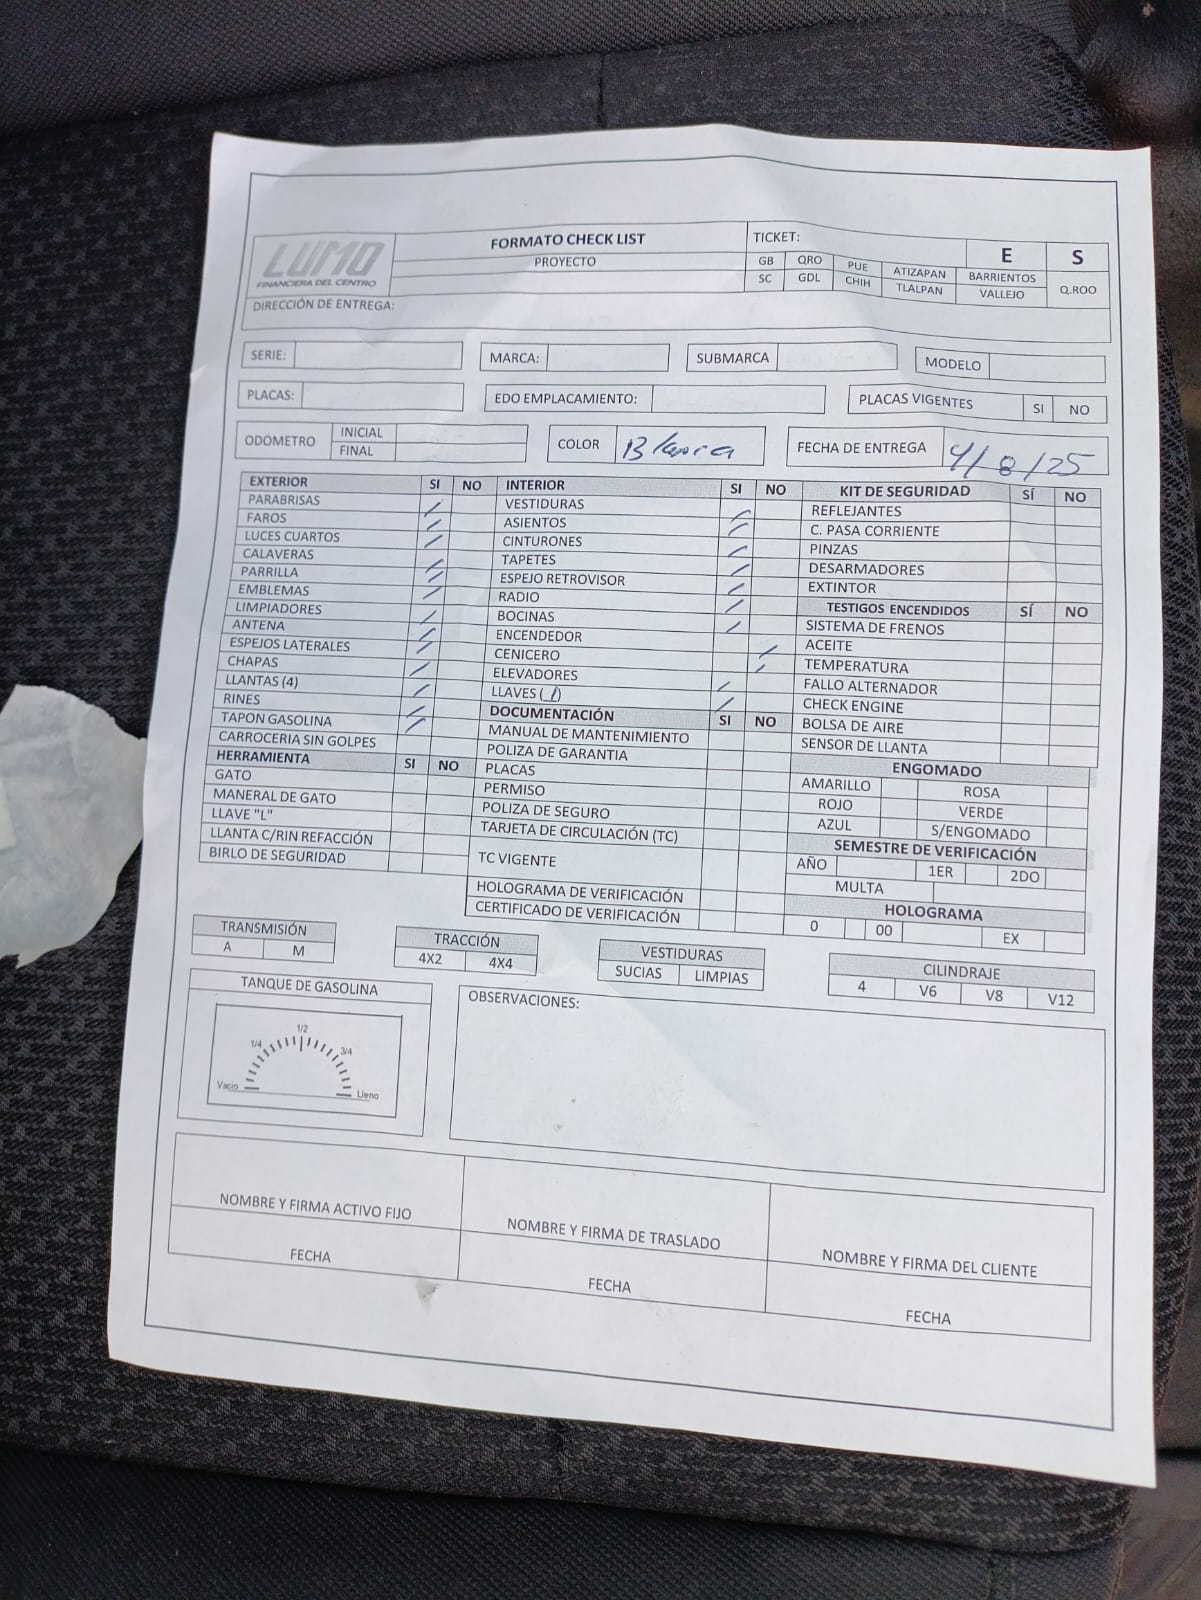 LUMO
FINANCIERA DEL CENTRO
FORMATO CHECK LIST
PROYECTO
TICKET:
E S
GB QRO PUE ATIZAPAN BARRIENTOS Q.ROO
SC GDL CHIH TLALPAN VALLEJO
DIRECCIÓN DE ENTREGA:
SERIE: MARCA: SUBMARCA MODELO
PLACAS: EDO EMPLACAMIENTO: PLACAS VIGENTES SI NO
ODOMETRO INICIAL
FINAL
COLOR Blanca
FECHA DE ENTREGA 4/8/25
EXTERIOR SI NO
PARABRISAS
FAROS
LUCES CUARTOS
CALAVERAS
PARRILLA
EMBLEMAS
LIMPIADORES
ANTENA
ESPEJOS LATERALES
CHAPAS
LLANTAS (4)
RINES
TAPON GASOLINA
CARROCERIA SIN GOLPES
HERRAMIENTA SI NO
GATO
MANERAL DE GATO
LLAVE "L"
LLANTA C/RIN REFACCIÓN
BIRLO DE SEGURIDAD
INTERIOR SI NO
VESTIDURAS
ASIENTOS
CINTURONES
TAPETES
ESPEJO RETROVISOR
RADIO
BOCINAS
ENCENDEDOR
CENICERO
ELEVADORES
LLAVES (1)
DOCUMENTACIÓN SI NO
MANUAL DE MANTENIMIENTO
POLIZA DE GARANTIA
PLACAS
PERMISO
POLIZA DE SEGURO
TARJETA DE CIRCULACIÓN (TC)
TC VIGENTE
HOLOGRAMA DE VERIFICACIÓN
CERTIFICADO DE VERIFICACIÓN
KIT DE SEGURIDAD SÍ NO
REFLEJANTES
C. PASA CORRIENTE
PINZAS
DESARMADORES
EXTINTOR
TESTIGOS ENCENDIDOS SÍ NO
SISTEMA DE FRENOS
ACEITE
TEMPERATURA
FALLO ALTERNADOR
CHECK ENGINE
BOLSA DE AIRE
SENSOR DE LLANTA
ENGOMADO
AMARILLO ROSA
ROJO VERDE
AZUL S/ENGOMADO
SEMESTRE DE VERIFICACIÓN
AÑO 1ER 2DO
MULTA
HOLOGRAMA
0 00 EX
TRANSMISIÓN
A M
TRACCIÓN
4X2 4X4
VESTIDURAS
SUCIAS LIMPIAS
CILINDRAJE
4 V6 V8 V12
TANQUE DE GASOLINA
1/2
1/4 3/4
Vacio Lleno
OBSERVACIONES:
NOMBRE Y FIRMA ACTIVO FIJO
FECHA
NOMBRE Y FIRMA DE TRASLADO
FECHA
NOMBRE Y FIRMA DEL CLIENTE
FECHA